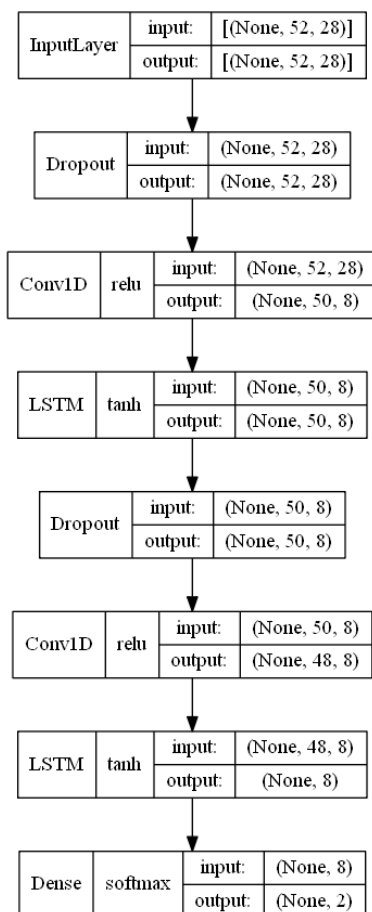 InputLayer input: [(None, 52, 28)]
output: [(None, 52, 28)]
Dropout input: (None, 52, 28)
output: (None, 52, 28)
Conv1D relu input: (None, 52, 28)
output: (None, 50, 8)
LSTM tanh input: (None, 50, 8)
output: (None, 50, 8)
Dropout input: (None, 50, 8)
output: (None, 50, 8)
Conv1D relu input: (None, 50, 8)
output: (None, 48, 8)
LSTM tanh input: (None, 48, 8)
output: (None, 8)
Dense softmax input: (None, 8)
output: (None, 2)